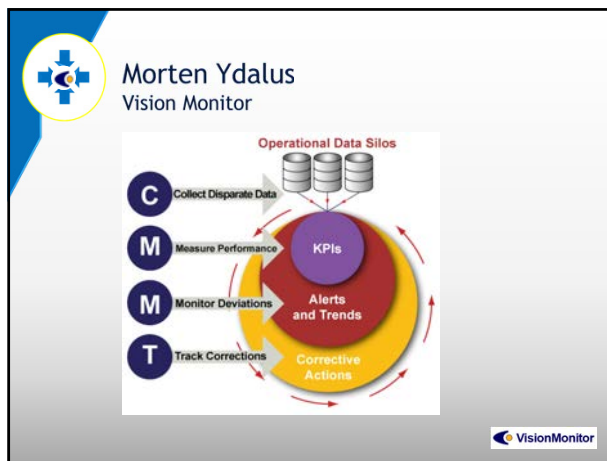 Morten Ydalus
Vision Monitor
Operational Data Silos
C
Collect Disparate Data
M
Measure Performance
KPIs
M
Monitor Deviations
Alerts
and Trends
T
Track Corrections
Corrective
Actions
VisionMonitor